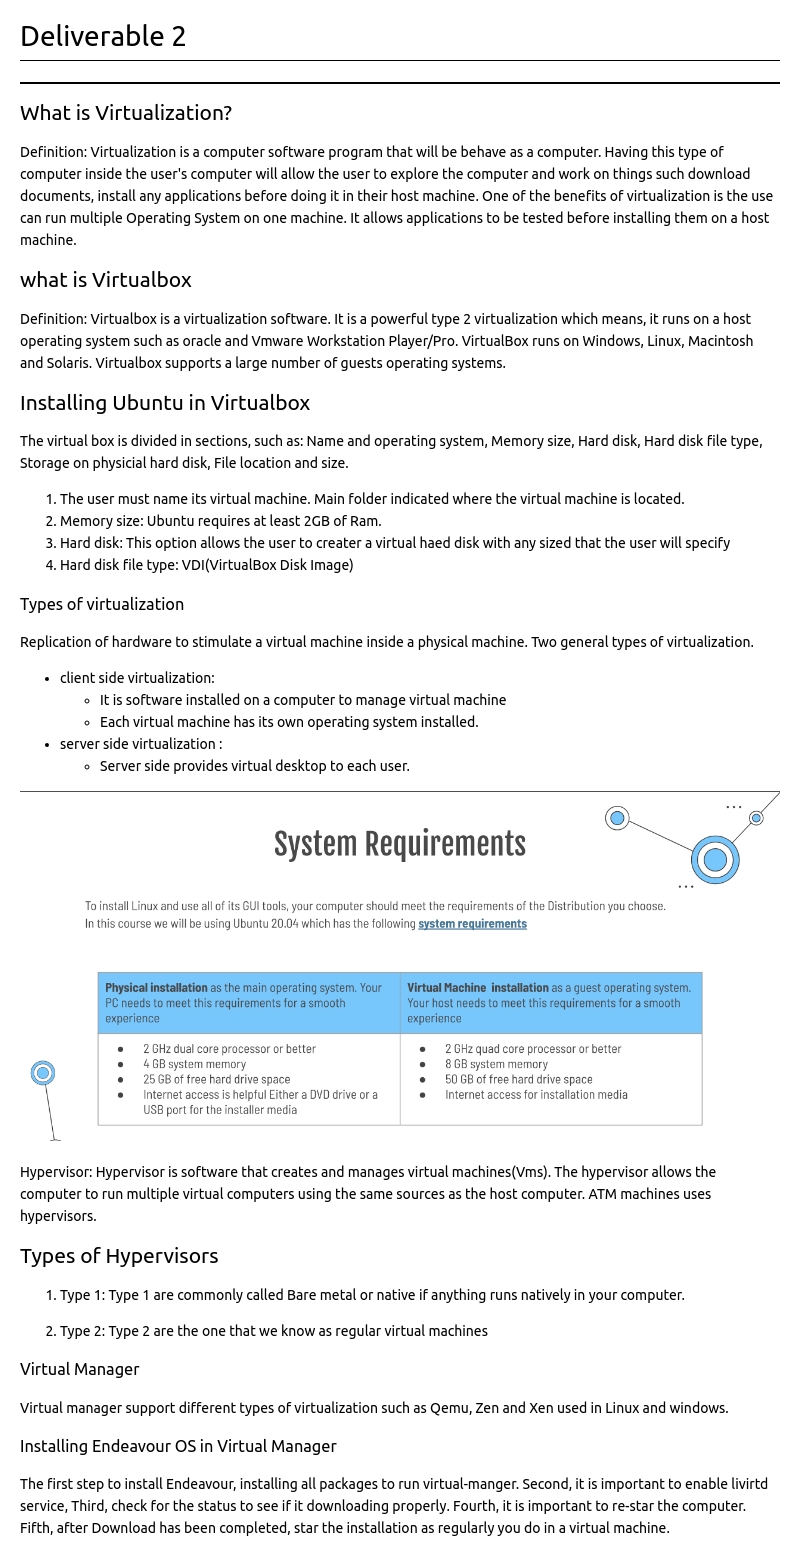 Deliverable 2
What is Virtualization?
Definition: Virtualization is a computer software program that will be behave as a computer. Having this type of
computer inside the user's computer will allow the user to explore the computer and work on things such download
documents, install any applications before doing it in their host machine. One of the benefits of virtualization is the use
can run multiple Operating System on one machine. It allows applications to be tested before installing them on a host
machine.
what is Virtualbox
Definition: Virtualbox is a virtualization software. It is a powerful type 2 virtualization which means, it runs on a host
operating system such as oracle and Vmware Workstation Player/Pro. VirtualBox runs on Windows, Linux, Macintosh
and Solaris. Virtualbox supports a large number of guests operating systems.
Installing Ubuntu in Virtualbox
The virtual box is divided in sections, such as: Name and operating system, Memory size, Hard disk, Hard disk file type,
Storage on physicial hard disk, File location and size.
1. The user must name its virtual machine. Main folder indicated where the virtual machine is located.
2. Memory size: Ubuntu requires at least 2GB of Ram.
3. Hard disk: This option allows the user to creater a virtual haed disk with any sized that the user will specify
4. Hard disk file type: VDI(VirtualBox Disk Image)
Types of virtualization
Replication of hardware to stimulate a virtual machine inside a physical machine. Two general types of virtualization.
• client side virtualization:
◦ It is software installed on a computer to manage virtual machine
◦ Each virtual machine has its own operating system installed.
• server side virtualization :
◦ Server side provides virtual desktop to each user.
System Requirements
To install Linux and use all of its GUI tools, your computer should meet the requirements of the Distribution you choose.
In this course we will be using Ubuntu 20.04 which has the following system requirements
Physical installation as the main operating system. Your
PC needs to meet this requirements for a smooth
experience
● 2 GHz dual core processor or better
● 4 GB system memory
● 25 GB of free hard drive space
● Internet access is helpful Either a DVD drive or a
USB port for the installer media
Virtual Machine installation as a guest operating system.
Your host needs to meet this requirements for a smooth
experience
● 2 GHz quad core processor or better
● 8 GB system memory
● 50 GB of free hard drive space
● Internet access for installation media
Hypervisor: Hypervisor is software that creates and manages virtual machines(Vms). The hypervisor allows the
computer to run multiple virtual computers using the same sources as the host computer. ATM machines uses
hypervisors.
Types of Hypervisors
1. Type 1: Type 1 are commonly called Bare metal or native if anything runs natively in your computer.
2. Type 2: Type 2 are the one that we know as regular virtual machines
Virtual Manager
Virtual manager support different types of virtualization such as Qemu, Zen and Xen used in Linux and windows.
Installing Endeavour OS in Virtual Manager
The first step to install Endeavour, installing all packages to run virtual-manger. Second, it is important to enable livirtd
service, Third, check for the status to see if it downloading properly. Fourth, it is important to re-star the computer.
Fifth, after Download has been completed, star the installation as regularly you do in a virtual machine.